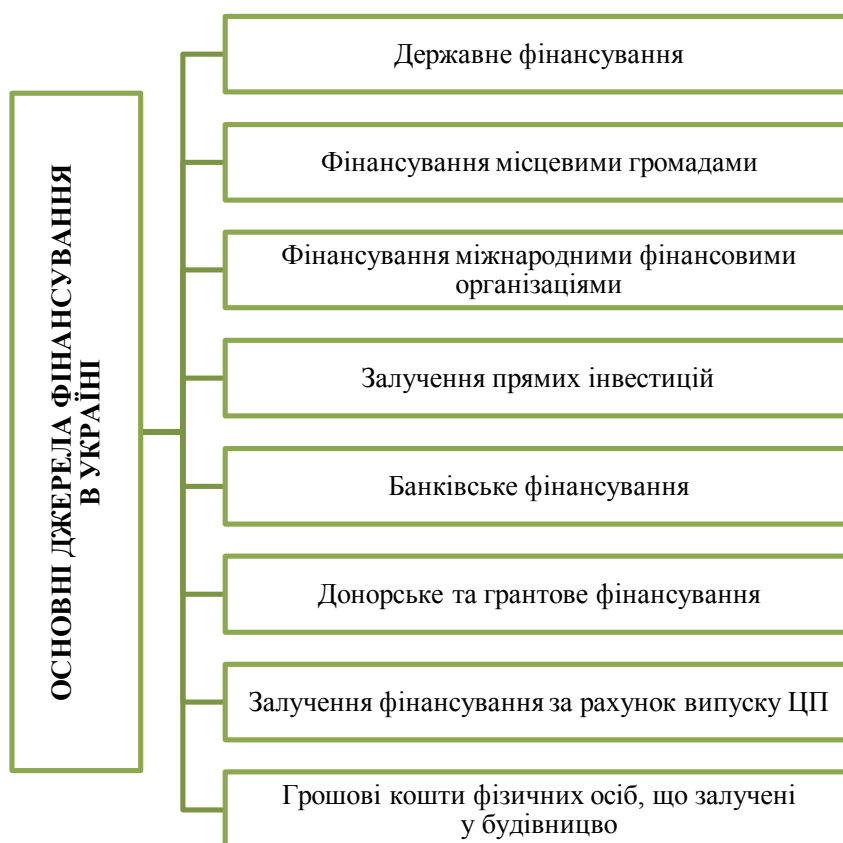 ОСНОВНІ ДЖЕРЕЛА ФІНАНСУВАННЯ
В УКРАЇНІ
Державне фінансування
Фінансування місцевими громадами
Фінансування міжнародними фінансовими
організаціями
Залучення прямих інвестицій
Банківське фінансування
Донорське та грантове фінансування
Залучення фінансування за рахунок випуску ЦП
Грошові кошти фізичних осіб, що залучені
у будівницво